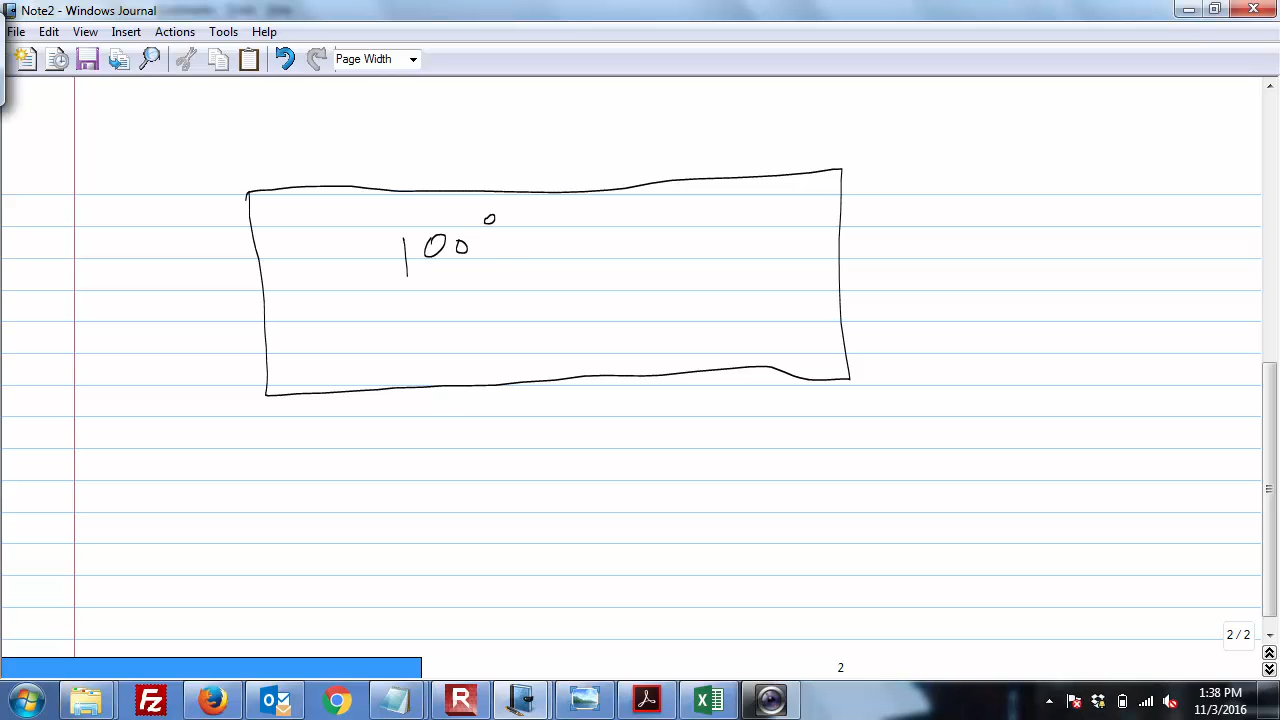 Note2 - Windows Journal
File Edit View Insert Actions Tools Help
Page Width
100°
2 / 2
2
1:38 PM
11/3/2016